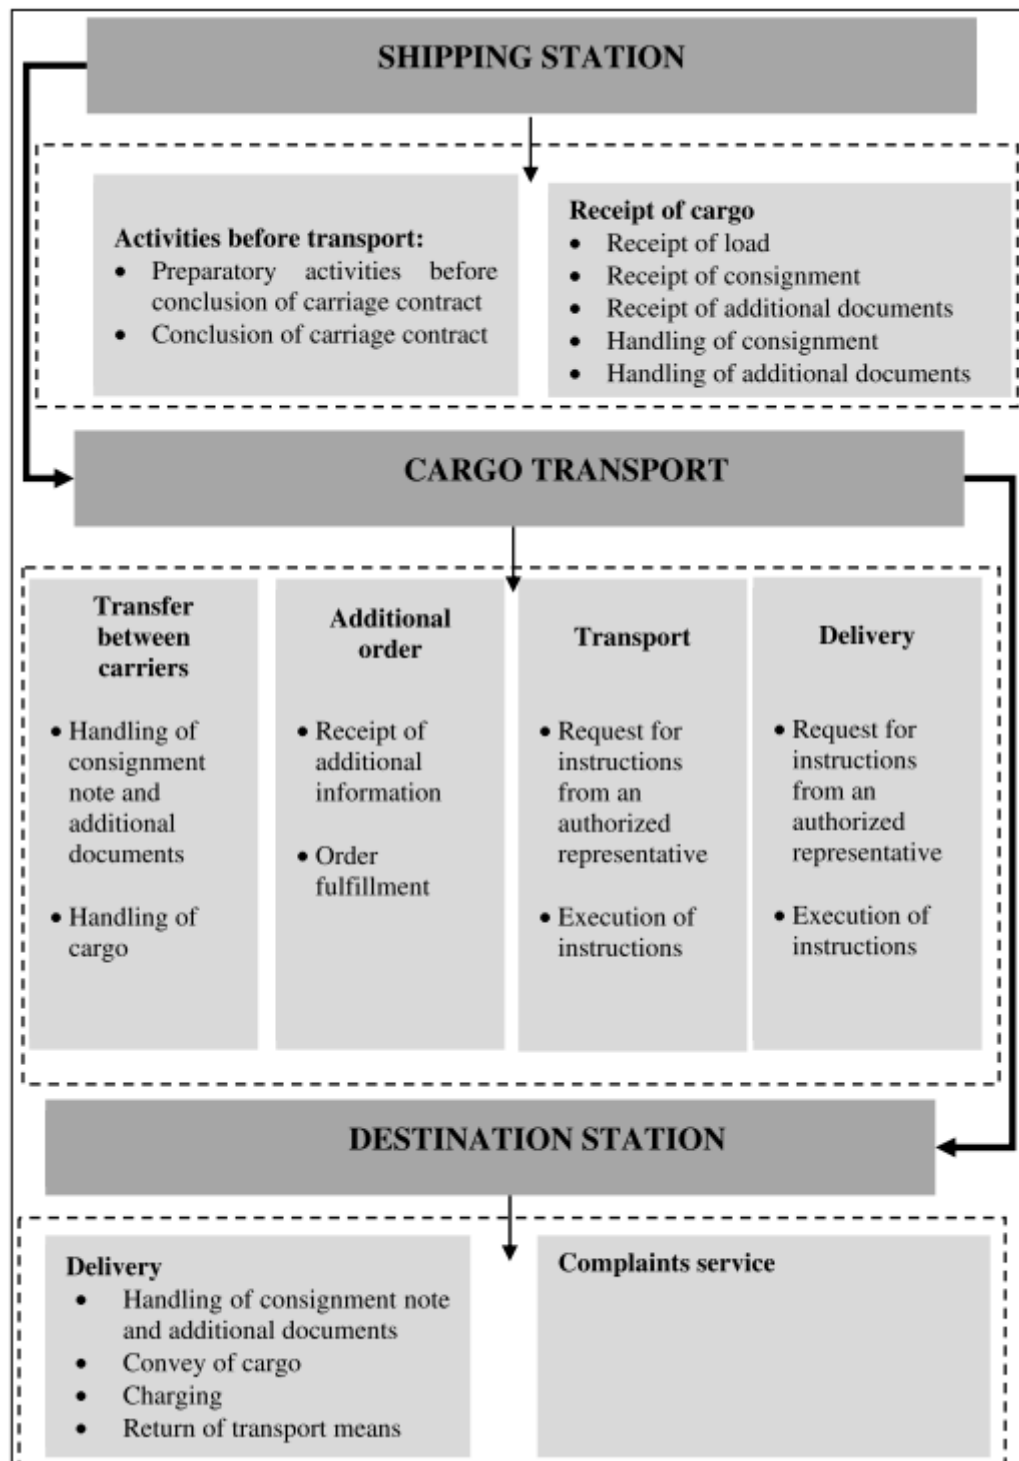 SHIPPING STATION
Activities before transport:
• Preparatory activities before
conclusion of carriage contract
• Conclusion of carriage contract
Receipt of cargo
• Receipt of load
• Receipt of consignment
• Receipt of additional documents
• Handling of consignment
• Handling of additional documents
CARGO TRANSPORT
Transfer
between
carriers
• Handling of
consignment
note and
additional
documents
• Handling of
cargo
Additional
order
• Receipt of
additional
information
• Order
fulfillment
Transport
• Request for
instructions
from an
authorized
representative
• Execution of
instructions
Delivery
• Request for
instructions
from an
authorized
representative
• Execution of
instructions
DESTINATION STATION
Delivery
• Handling of consignment note
and additional documents
• Convey of cargo
• Charging
• Return of transport means
Complaints service